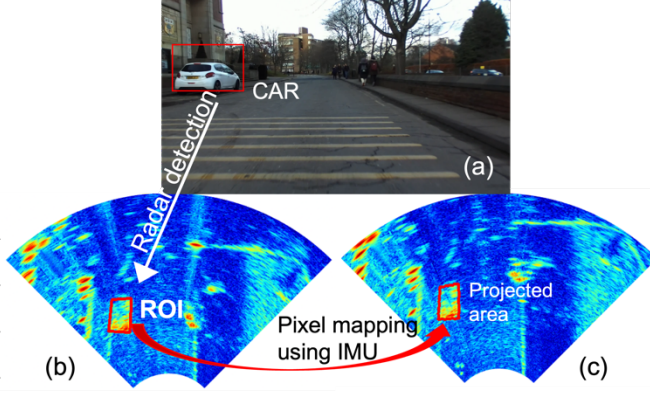 CAR
(a)
Radar detection
ROI
Projected
area
Pixel mapping
using IMU
(b)
(c)